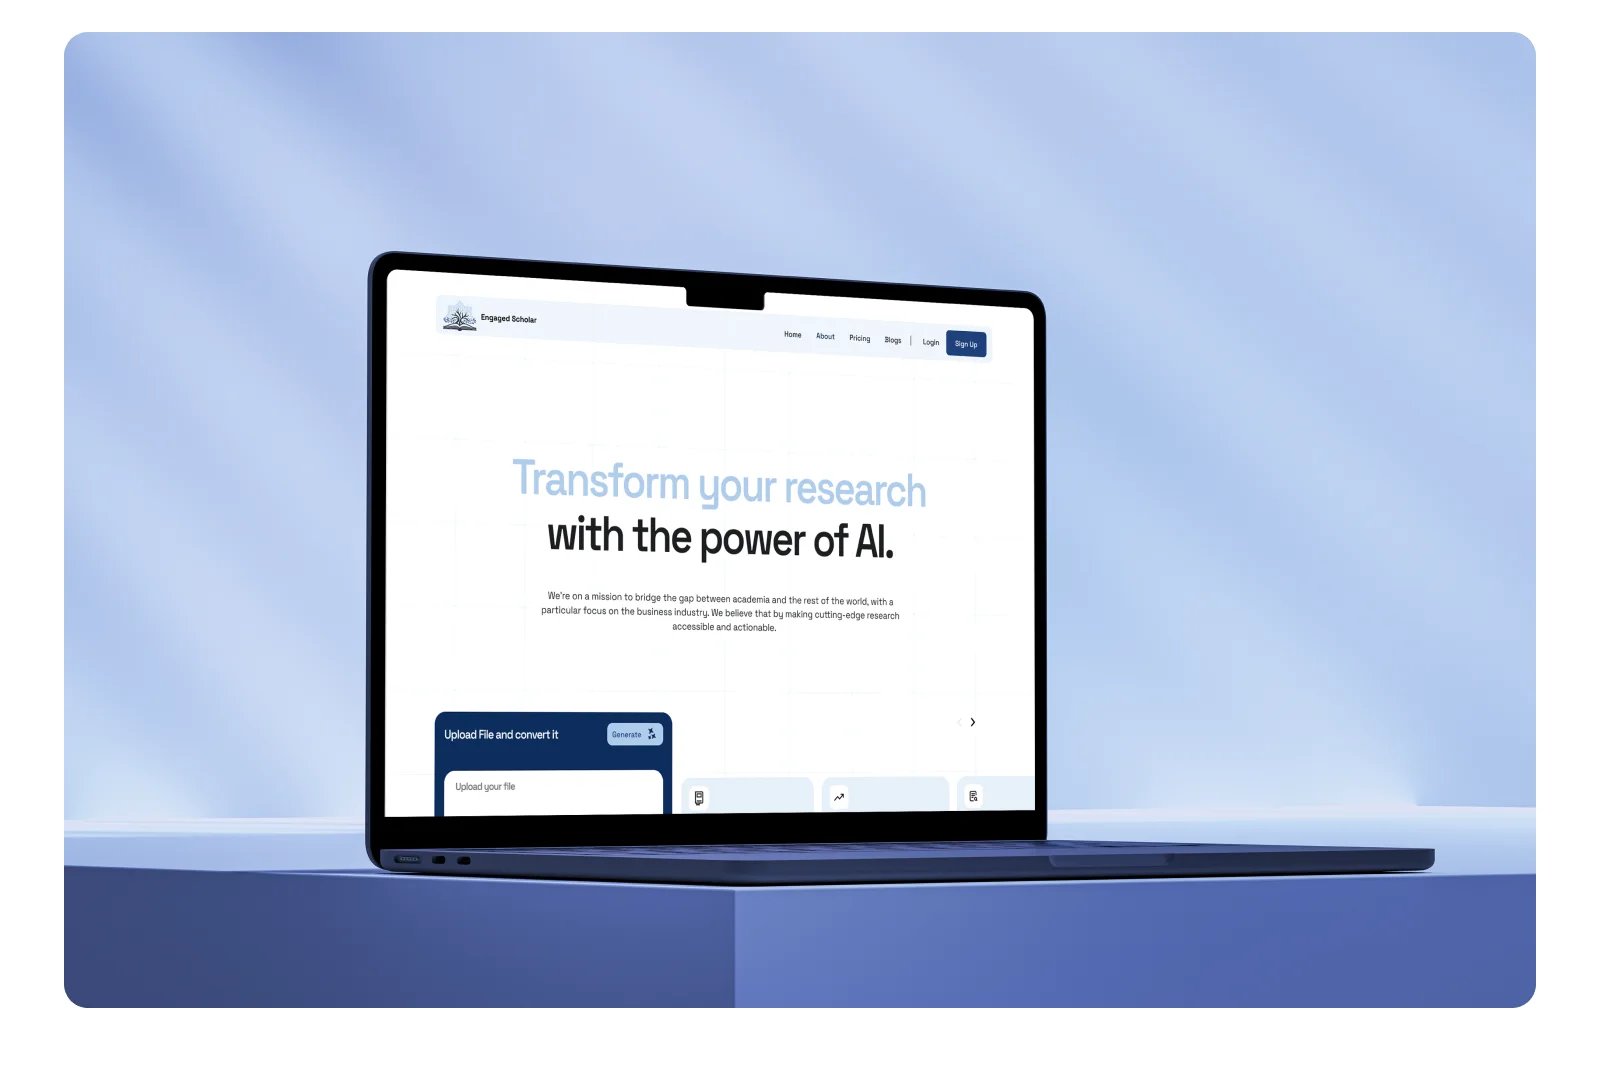 Engaged Scholar
Home About Pricing Blogs | Login Sign Up
Transform your research
with the power of AI.
We're on a mission to bridge the gap between academia and the rest of the world, with a
particular focus on the business industry. We believe that by making cutting-edge research
accessible and actionable.
Upload File and convert it
Generate
Upload your file